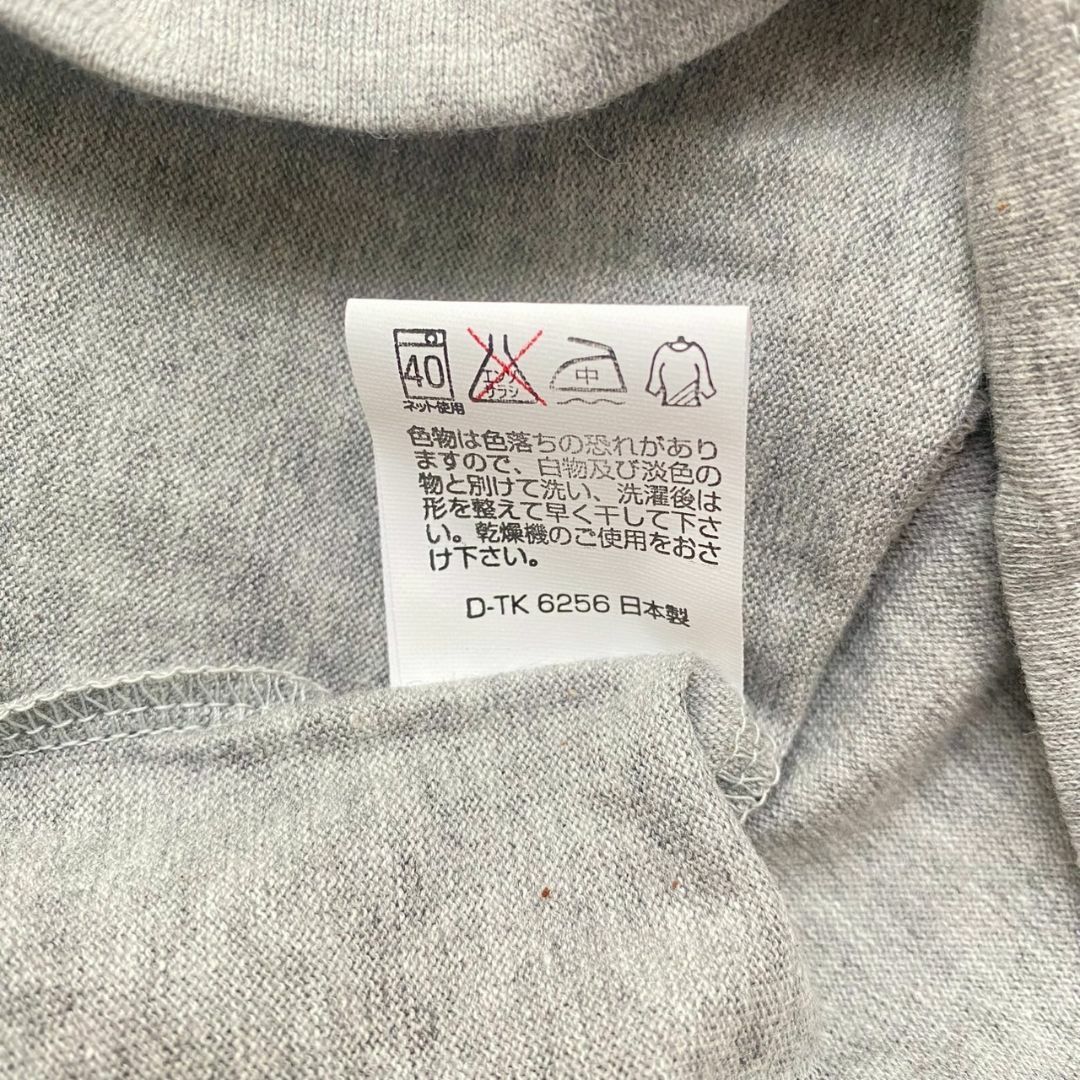 40
ネット使用
エンソ
サラシ
中
色物は色落ちの恐れがあり
ますので、白物及び淡色の
物と別けて洗い、洗濯後は
形を整えて早く干して下さ
い。乾燥機のご使用をおさ
け下さい。
D-TK 6256 日本製